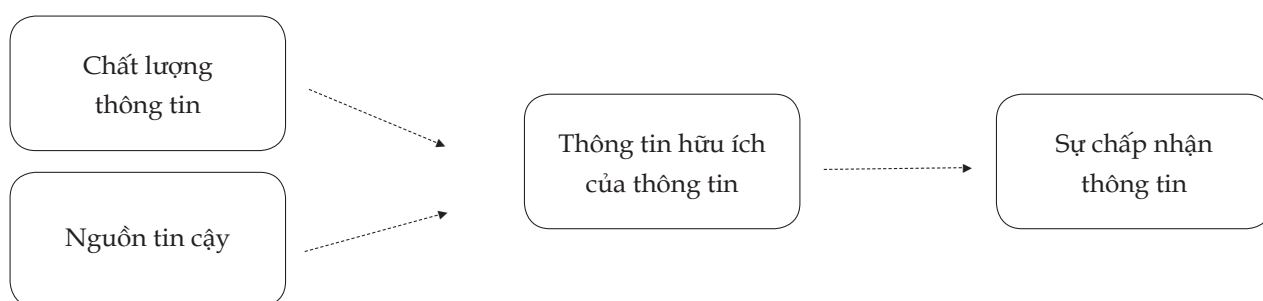 Chất lượng
thông tin
Nguồn tin cậy
Thông tin hữu ích
của thông tin
Sự chấp nhận
thông tin